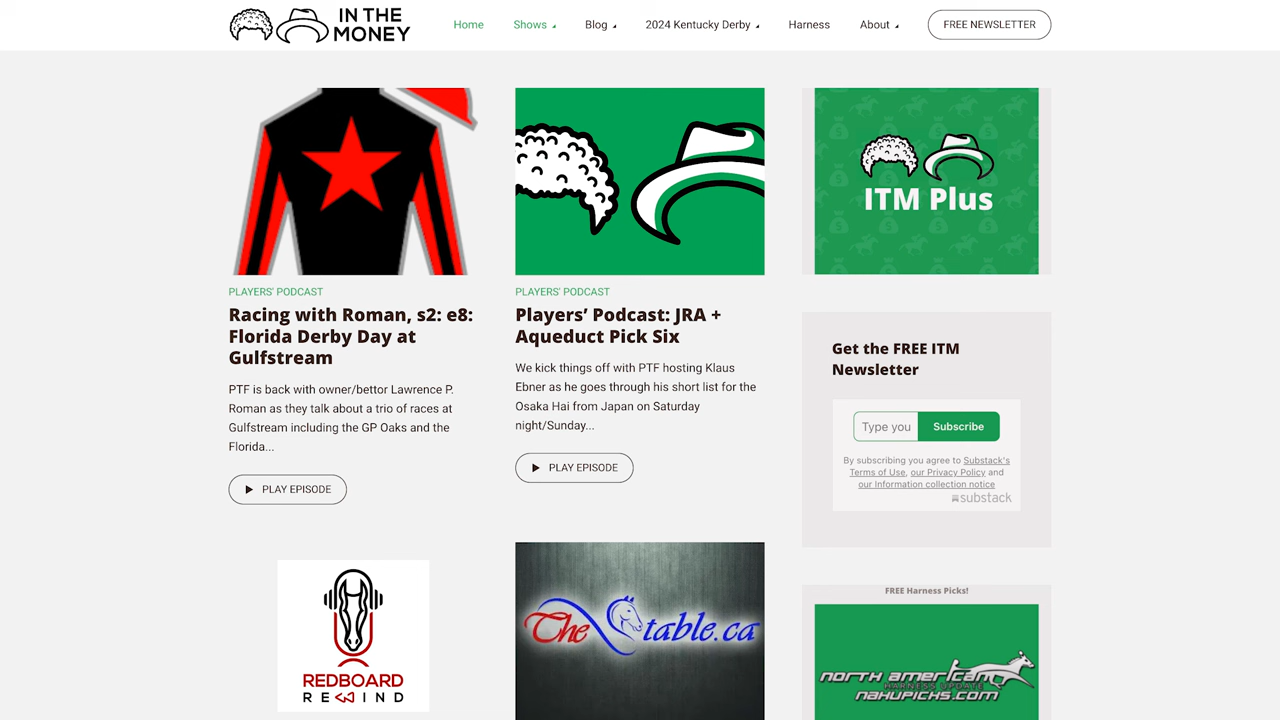 IN THE
MONEY
Home
Shows
Blog
2024 Kentucky Derby
Harness
About
FREE NEWSLETTER
PLAYERS' PODCAST
Racing with Roman, s2: e8:
Florida Derby Day at
Gulfstream
PTF is back with owner/bettor Lawrence P.
Roman as they talk about a trio of races at
Gulfstream including the GP Oaks and the
Florida...
PLAY EPISODE
REDBOARD
REWIND
PLAYERS' PODCAST
Players’ Podcast: JRA +
Aqueduct Pick Six
We kick things off with PTF hosting Klaus
Ebner as he goes through his short list for the
Osaka Hai from Japan on Saturday
night/Sunday...
PLAY EPISODE
The Stable.ca
ITM Plus
Get the FREE ITM
Newsletter
Type you
Subscribe
By subscribing you agree to Substack's
Terms of Use, our Privacy Policy and
our Information collection notice
substack
FREE Harness Picks!
NORTH AMERICAN
HARNESS UPDATE
NAHUPICKS.COM